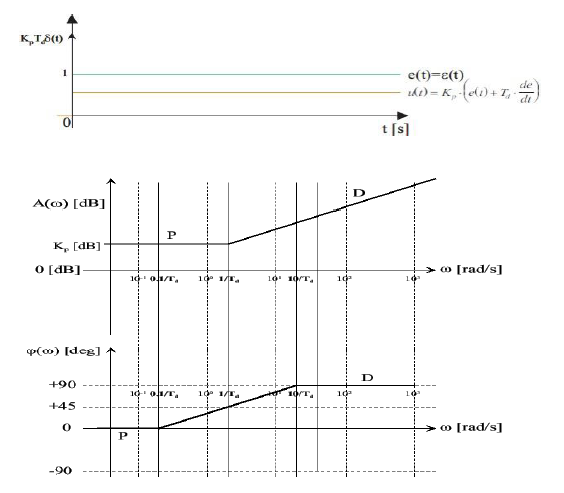 KpTdδ(t)
1
e(t)=ε(t)
u(t) = Kp·(e(t) + Td · de/dt)
0
t [s]
A(ω) [dB]
D
P
Kp [dB]
0 [dB]
ω [rad/s]
10⁻¹ 0.1/Td 10⁰ 1/Td 10¹ 10/Td 10² 10³
φ(ω) [deg]
+90
D
10⁻¹ 0.1/Td 10⁰ 1/Td 10¹ 10/Td 10² 10³
+45
0
ω [rad/s]
P
-90